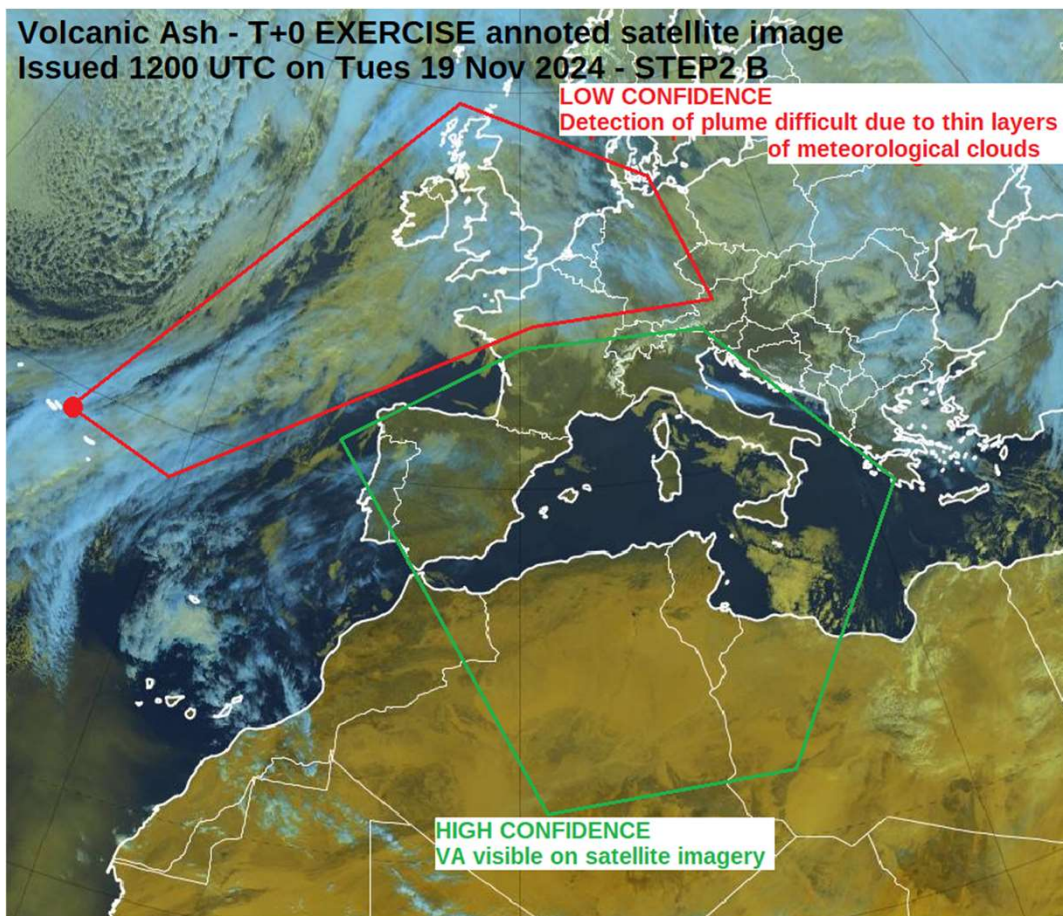 Volcanic Ash - T+0 EXERCISE annoted satellite image
Issued 1200 UTC on Tues 19 Nov 2024 - STEP2 B
LOW CONFIDENCE
Detection of plume difficult due to thin layers
of meteorological clouds
HIGH CONFIDENCE
VA visible on satellite imagery